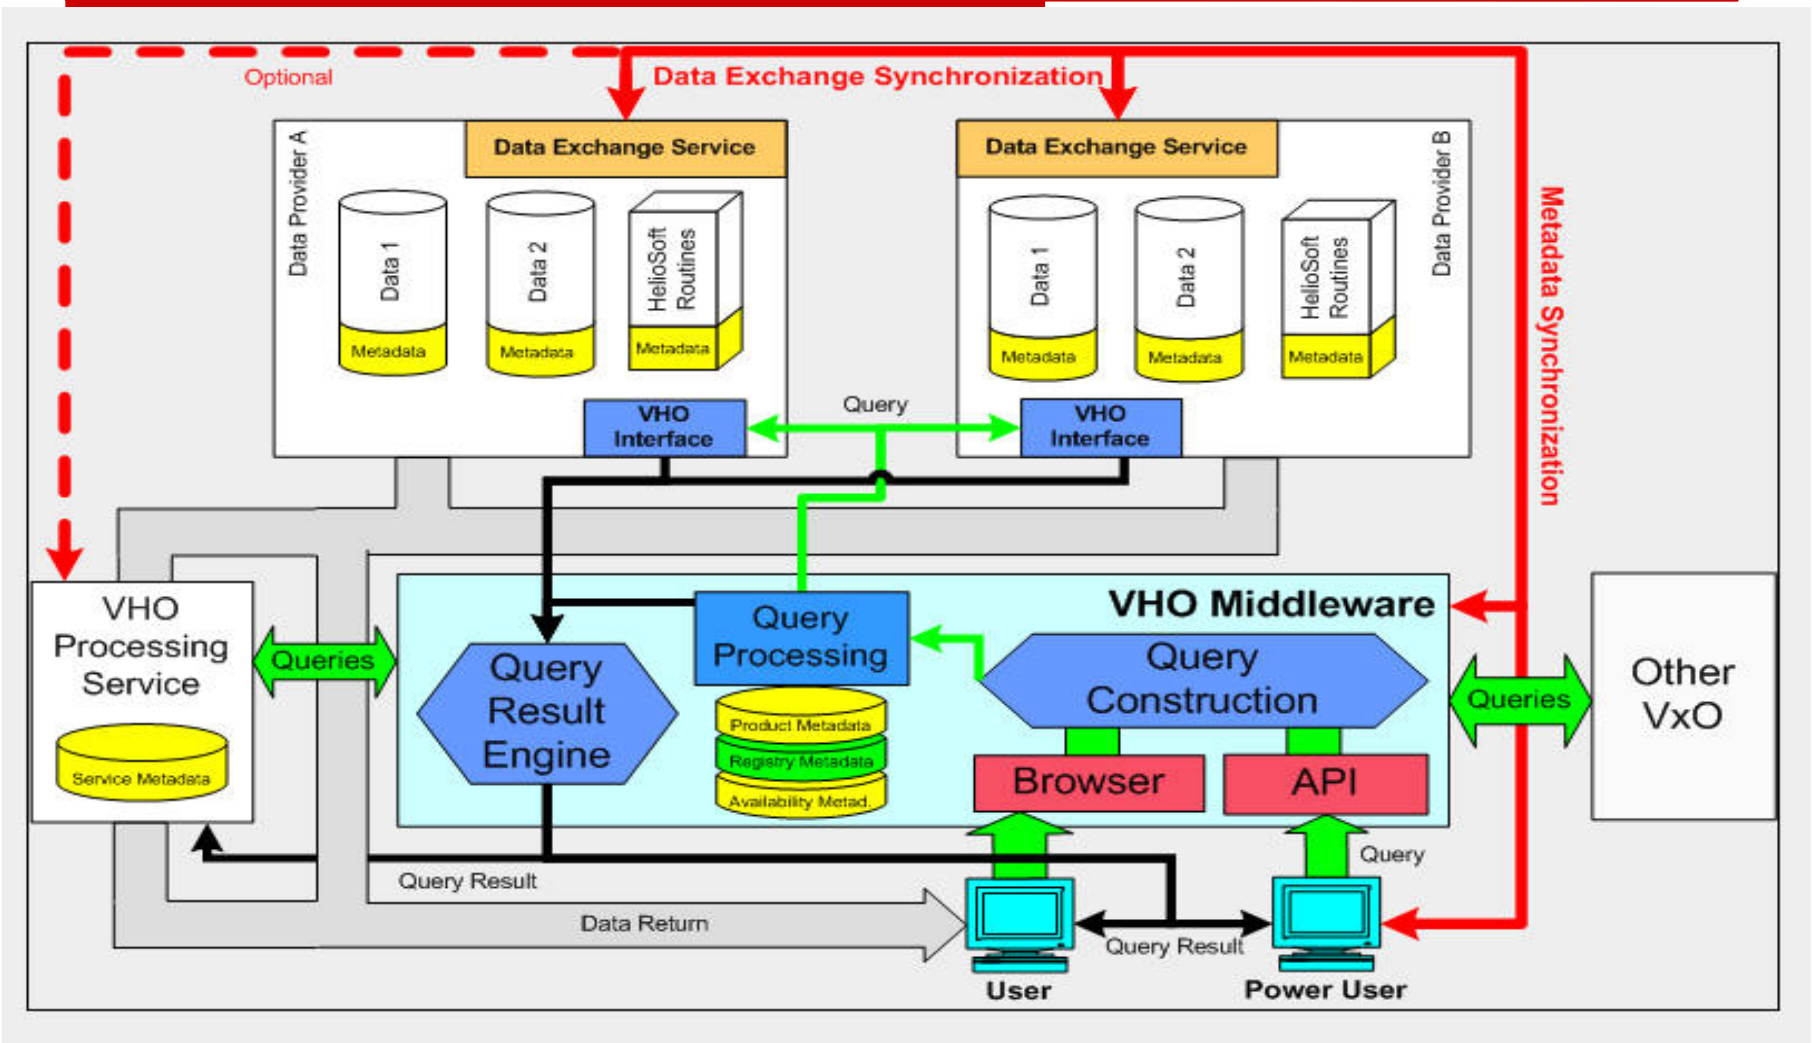 Optional
Data Exchange Synchronization
Data Provider A
Data Exchange Service
Data 1
Metadata
Data 2
Metadata
HelioSoft
Routines
Metadata
VHO
Interface
Query
Data Exchange Service
Data Provider B
Data 1
Metadata
Data 2
Metadata
HelioSoft
Routines
Metadata
VHO
Interface
Metadata Synchronization
VHO
Processing
Service
Service Metadata
Queries
VHO Middleware
Query
Result
Engine
Query
Processing
Product Metadata
Registry Metadata
Availability Metad.
Query
Construction
Browser
API
Queries
Other
VxO
Query
Query Result
Data Return
Query Result
User
Power User